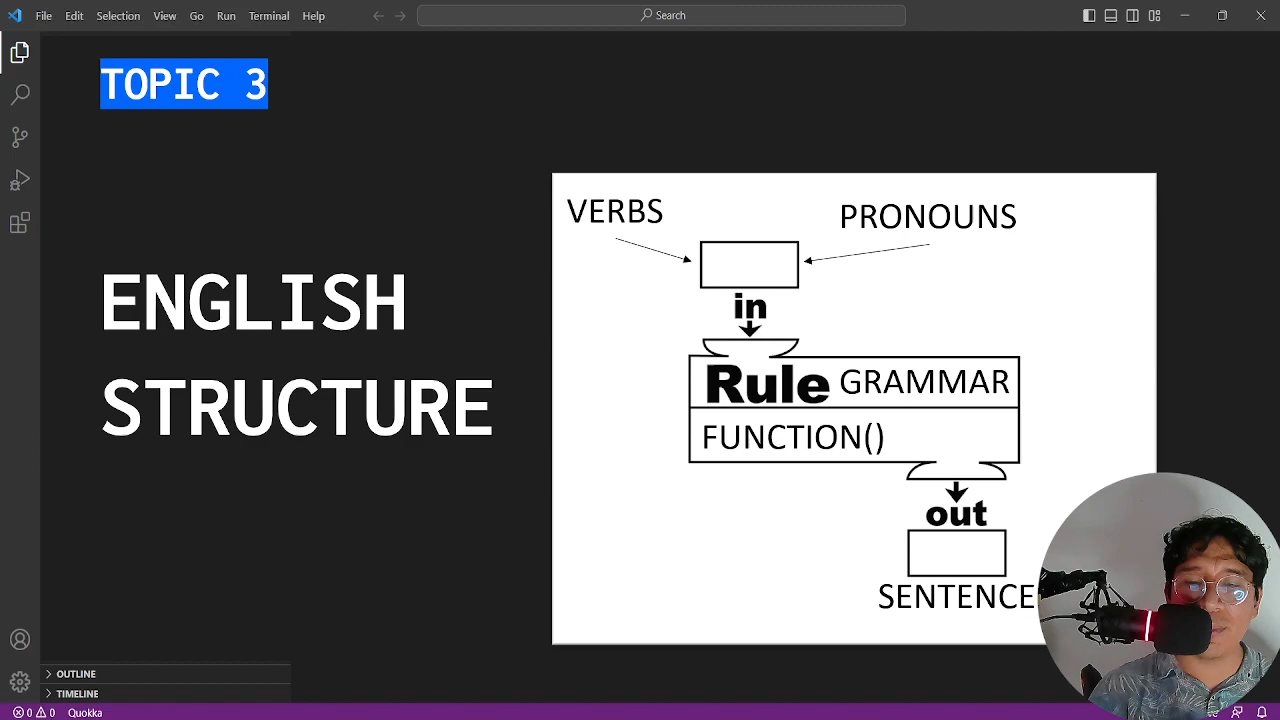 File Edit Selection View Go Run Terminal Help
Search
TOPIC 3
ENGLISH
STRUCTURE
VERBS
PRONOUNS
in
Rule GRAMMAR
FUNCTION()
out
SENTENCE
OUTLINE
TIMELINE
0 0 Quokka